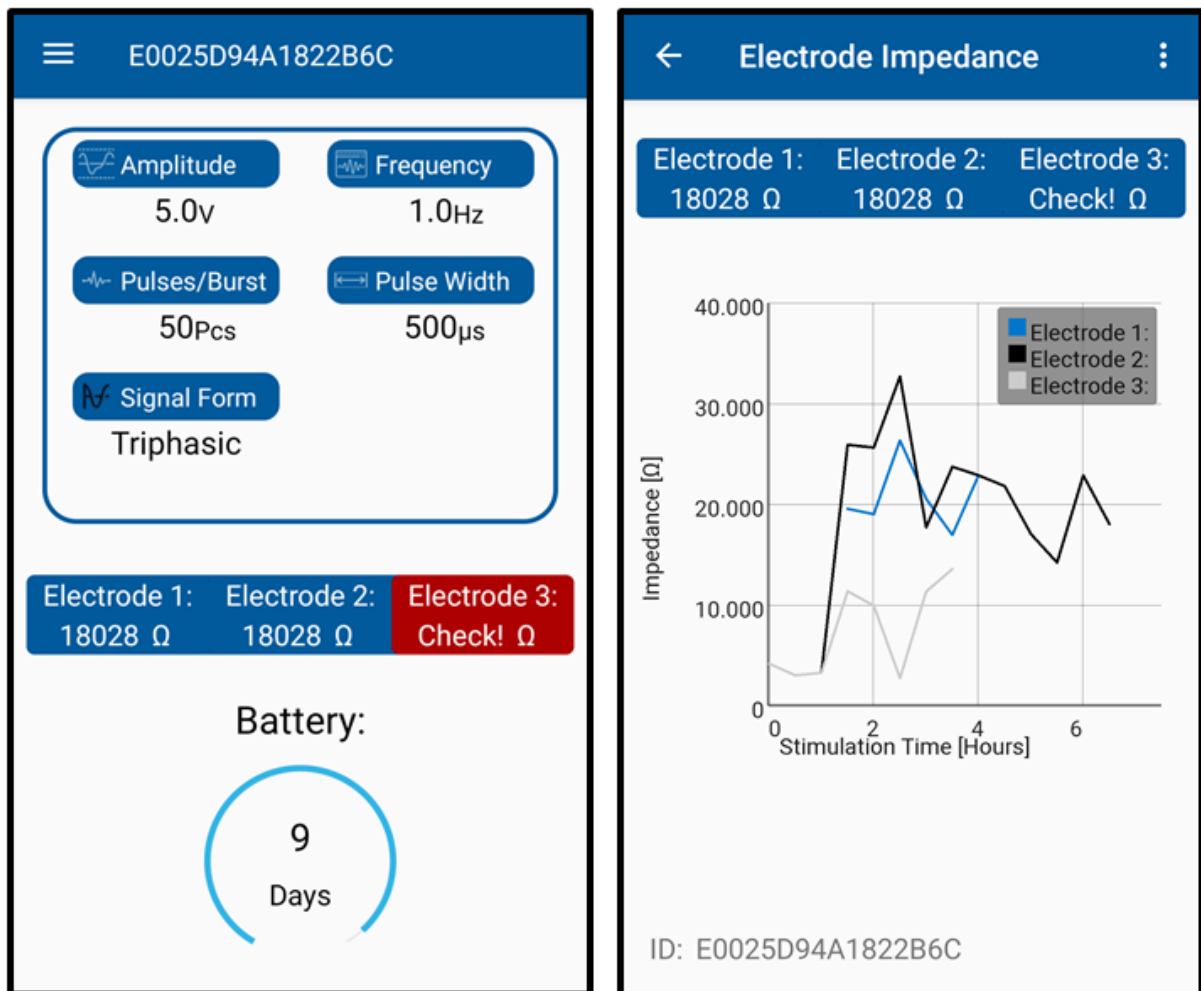 E0025D94A1822B6C
Amplitude Frequency
5.0V 1.0Hz
Pulses/Burst Pulse Width
50Pcs 500µs
Signal Form
Triphasic
Electrode 1: Electrode 2: Electrode 3:
18028 Ω 18028 Ω Check! Ω
Battery:
9
Days
Electrode Impedance
Electrode 1: Electrode 2: Electrode 3:
18028 Ω 18028 Ω Check! Ω
40.000
30.000
20.000
10.000
0
Impedance [Ω]
Electrode 1:
Electrode 2:
Electrode 3:
0 2 4 6
Stimulation Time [Hours]
ID: E0025D94A1822B6C